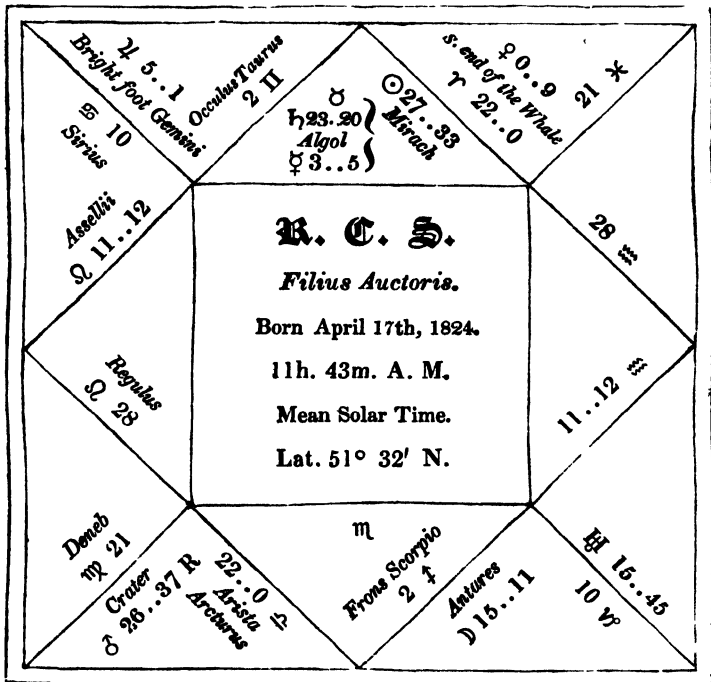 ♃ 5..1
Bright foot Gemini
Occulus Taurus
2 ♊
♋ 10
Sirius
Assellii
♌ 11..12
♉
♄23.20
Algol
☿3..5
☉27..33
Mirach
♀0..9
s. end of the Whale
♈ 22..0
21 ♓
28 ♒
11..12 ♒
R. C. S.
Filius Auctoris.
Born April 17th, 1824.
11h. 43m. A. M.
Mean Solar Time.
Lat. 51° 32' N.
Regulus
♌ 28
Deneb
♍ 21
Crater
♂ 26..37 R
22..0 ♎
Arista
Arcturus
♏
Frons Scorpio
2 ♐
Antares
☽15..11
♅ 15..45
10 ♑